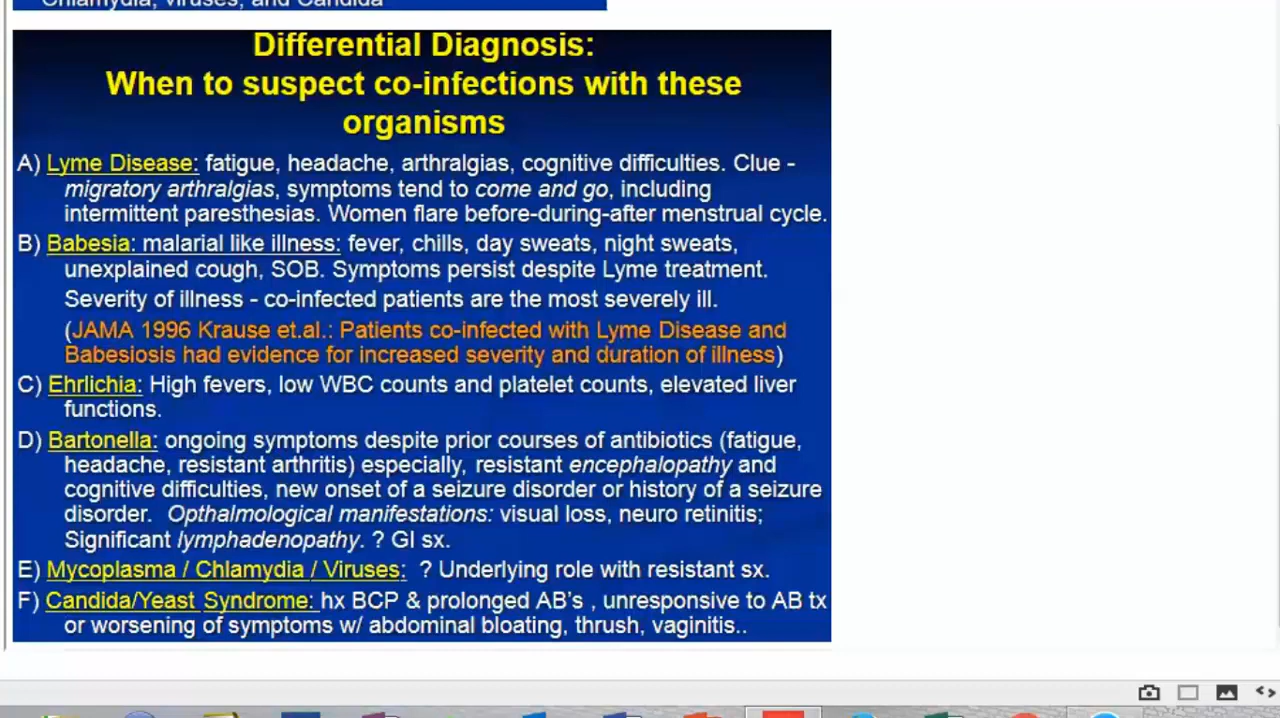 Chlamydia, viruses, and Candida
Differential Diagnosis:
When to suspect co-infections with these
organisms
A) Lyme Disease: fatigue, headache, arthralgias, cognitive difficulties. Clue -
migratory arthralgias, symptoms tend to come and go, including
intermittent paresthesias. Women flare before-during-after menstrual cycle.
B) Babesia: malarial like illness: fever, chills, day sweats, night sweats,
unexplained cough, SOB. Symptoms persist despite Lyme treatment.
Severity of illness - co-infected patients are the most severely ill.
(JAMA 1996 Krause et.al.: Patients co-infected with Lyme Disease and
Babesiosis had evidence for increased severity and duration of illness)
C) Ehrlichia: High fevers, low WBC counts and platelet counts, elevated liver
functions.
D) Bartonella: ongoing symptoms despite prior courses of antibiotics (fatigue,
headache, resistant arthritis) especially, resistant encephalopathy and
cognitive difficulties, new onset of a seizure disorder or history of a seizure
disorder. Opthalmological manifestations: visual loss, neuro retinitis;
Significant lymphadenopathy. ? GI sx.
E) Mycoplasma / Chlamydia / Viruses: ? Underlying role with resistant sx.
F) Candida/Yeast Syndrome: hx BCP & prolonged AB's , unresponsive to AB tx
or worsening of symptoms w/ abdominal bloating, thrush, vaginitis..